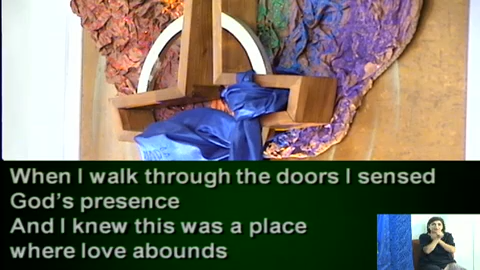 When I walk through the doors I sensed
God's presence
And I knew this was a place
where love abounds